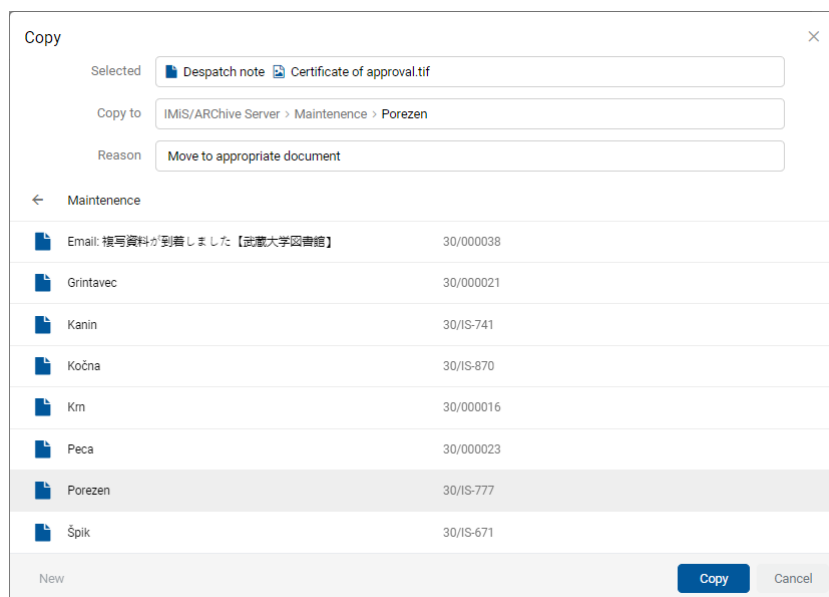 Copy
Selected Despatch note Certificate of approval.tif
Copy to IMiS/ARChive Server > Maintenence > Porezen
Reason Move to appropriate document
Maintenence
Email: 複写資料が到着しました【武蔵大学図書館】 30/000038
Grintavec 30/000021
Kanin 30/IS-741
Kočna 30/IS-870
Krn 30/000016
Peca 30/000023
Porezen 30/IS-777
Špik 30/IS-671
New Copy Cancel